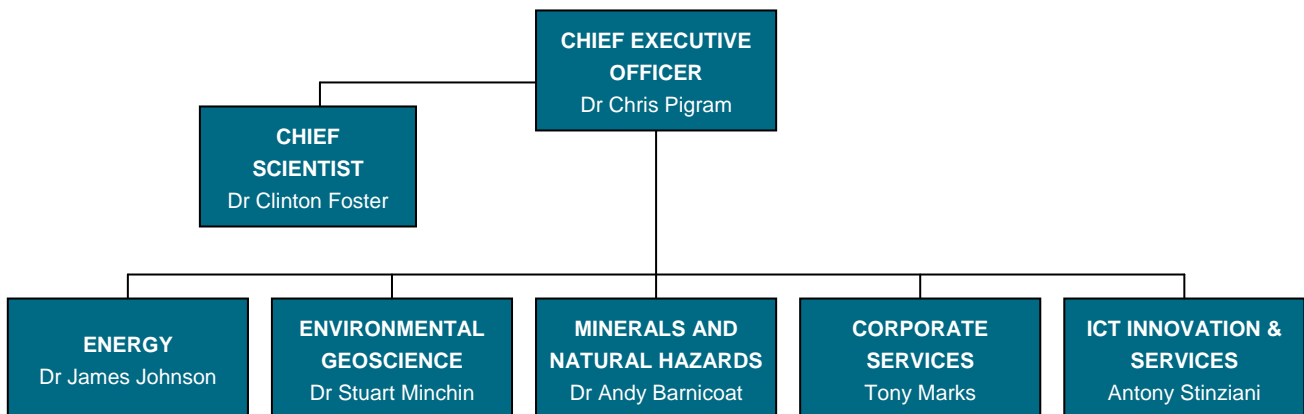 CHIEF EXECUTIVE
OFFICER
Dr Chris Pigram
CHIEF
SCIENTIST
Dr Clinton Foster
ENERGY
Dr James Johnson
ENVIRONMENTAL
GEOSCIENCE
Dr Stuart Minchin
MINERALS AND
NATURAL HAZARDS
Dr Andy Barnicoat
CORPORATE
SERVICES
Tony Marks
ICT INNOVATION &
SERVICES
Antony Stinziani